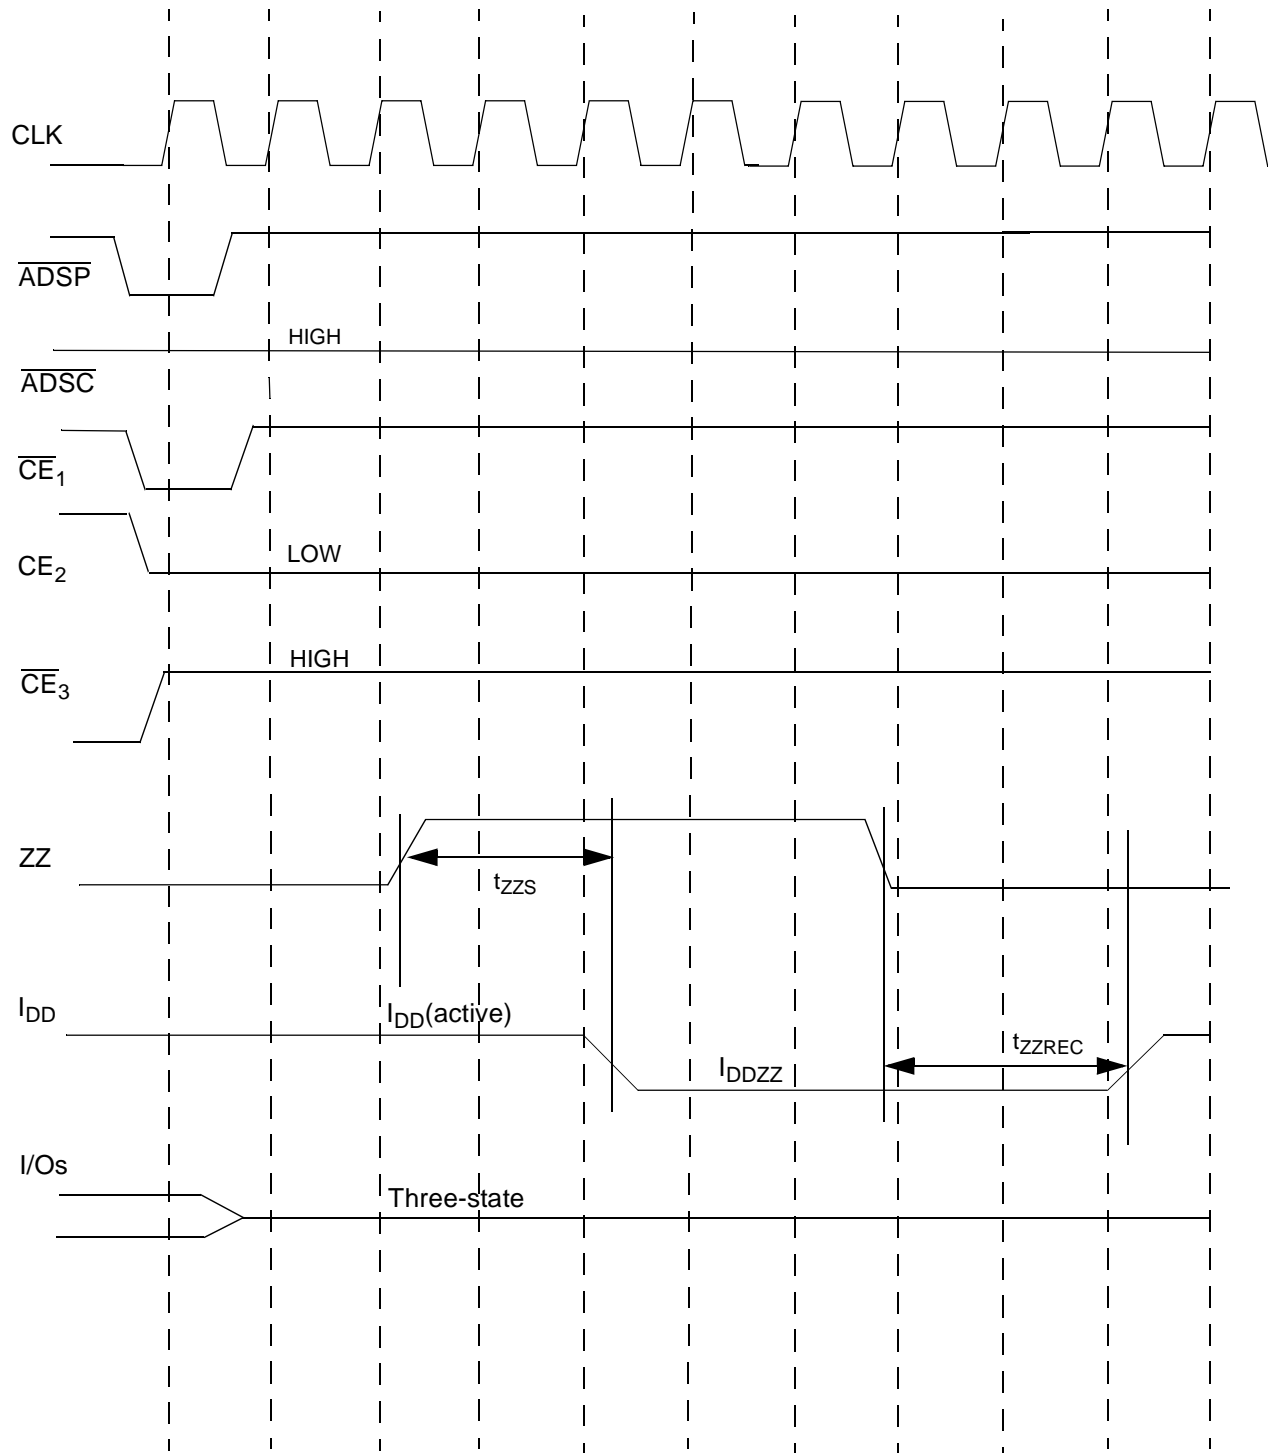 CLK
ADSP
HIGH
ADSC
CE1
LOW
CE2
HIGH
CE3
ZZ
tZZS
IDD
IDD(active)
tZZREC
IDDZZ
I/Os
Three-state